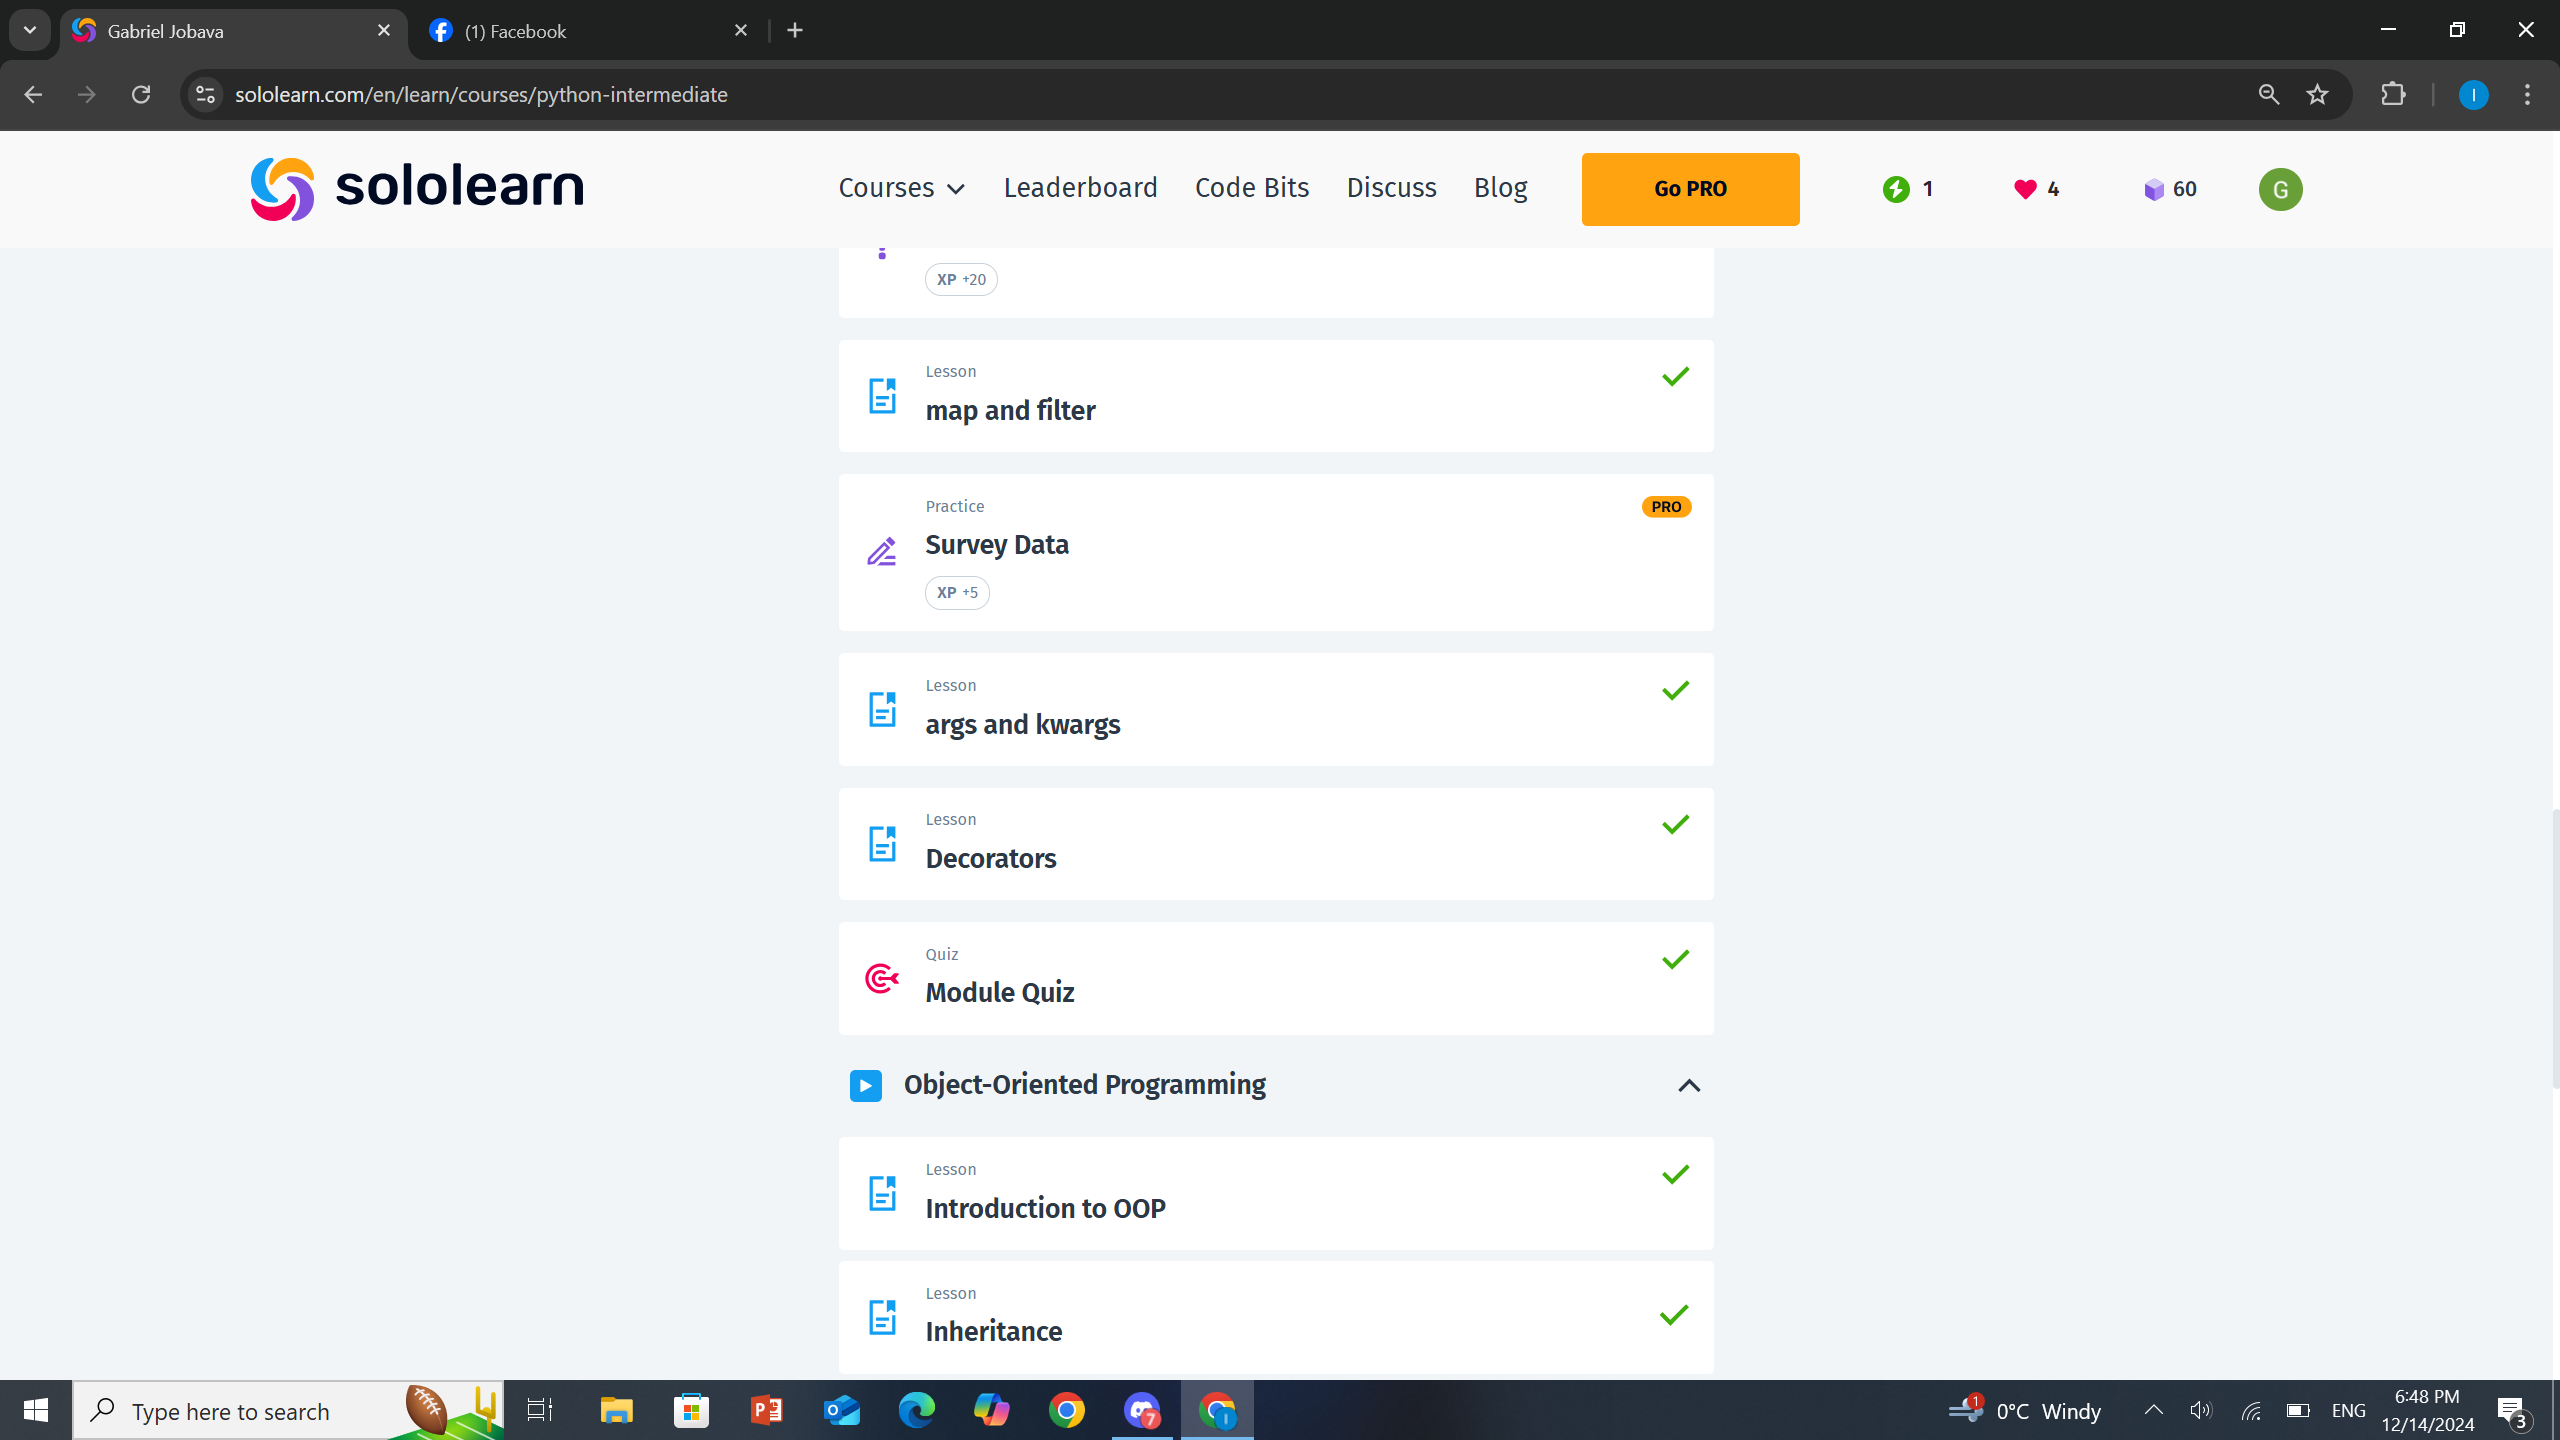 Gabriel Jobava
(1) Facebook
sololearn.com/en/learn/courses/python-intermediate
I
sololearn
Courses
Leaderboard
Code Bits
Discuss
Blog
Go PRO
1
4
60
G
XP +20
Lesson
map and filter
Practice
PRO
Survey Data
XP +5
Lesson
args and kwargs
Lesson
Decorators
Quiz
Module Quiz
Object-Oriented Programming
Lesson
Introduction to OOP
Lesson
Inheritance
Type here to search
7
I
1
0°C Windy
ENG
6:48 PM
12/14/2024
3